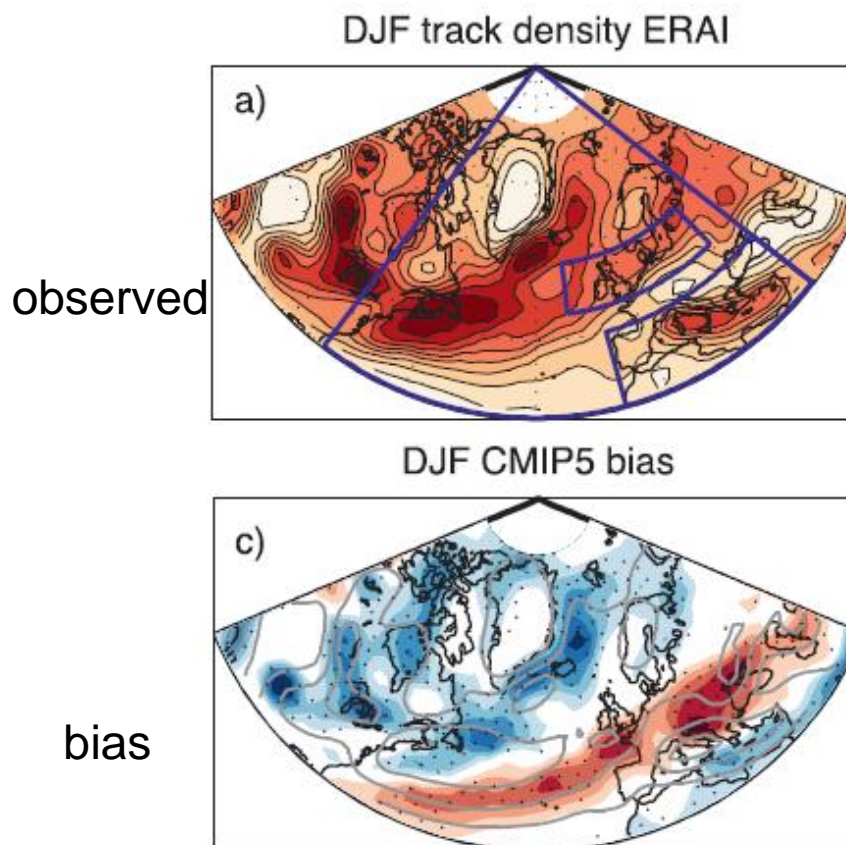 DJF track density ERAI
a)
observed
DJF CMIP5 bias
c)
bias